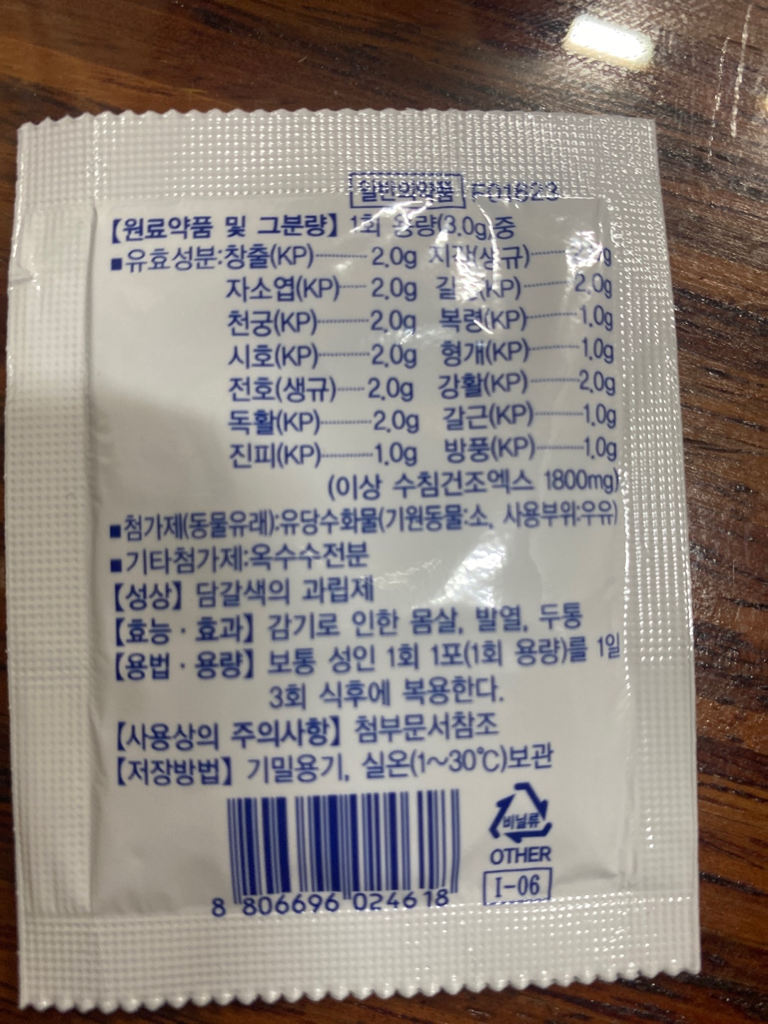 일반의약품 F01623
【원료약품 및 그분량】 1회 용량(3.0g)중
■유효성분:창출(KP) 2.0g (생규) g
자소엽(KP) 2.0g (KP) 2.0g
천궁(KP) 2.0g 복령(KP) 1.0g
시호(KP) 2.0g 형개(KP) 1.0g
전호(생규) 2.0g 강활(KP) 2.0g
독활(KP) 2.0g 갈근(KP) 1.0g
진피(KP) 1.0g 방풍(KP) 1.0g
(이상 수침건조엑스 1800mg)
■첨가제(동물유래):유당수화물(기원동물:소, 사용부위:우유)
■기타첨가제:옥수수전분
【성상】 담갈색의 과립제
【효능·효과】 감기로 인한 몸살, 발열, 두통
【용법·용량】 보통 성인 1회 1포(1회 용량)를 1일
3회 식후에 복용한다.
【사용상의 주의사항】 첨부문서참조
【저장방법】 기밀용기, 실온(1~30℃)보관
비닐류
OTHER
I-06
8 806696 024618